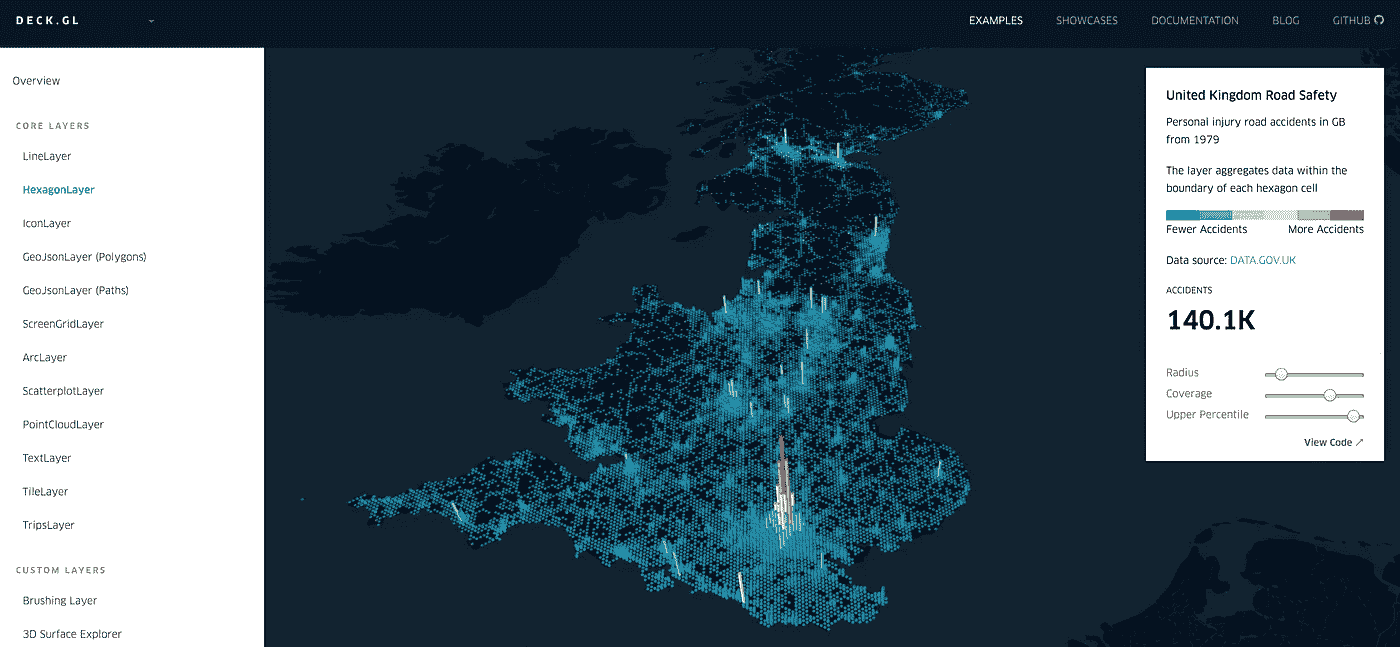 DECK.GL
EXAMPLES
SHOWCASES
DOCUMENTATION
BLOG
GITHUB
Overview
CORE LAYERS
LineLayer
HexagonLayer
IconLayer
GeoJsonLayer (Polygons)
GeoJsonLayer (Paths)
ScreenGridLayer
ArcLayer
ScatterplotLayer
PointCloudLayer
TextLayer
TileLayer
TripsLayer
CUSTOM LAYERS
Brushing Layer
3D Surface Explorer
United Kingdom Road Safety
Personal injury road accidents in GB
from 1979
The layer aggregates data within the
boundary of each hexagon cell
Fewer Accidents
More Accidents
Data source: DATA.GOV.UK
ACCIDENTS
140.1K
Radius
Coverage
Upper Percentile
View Code ↗